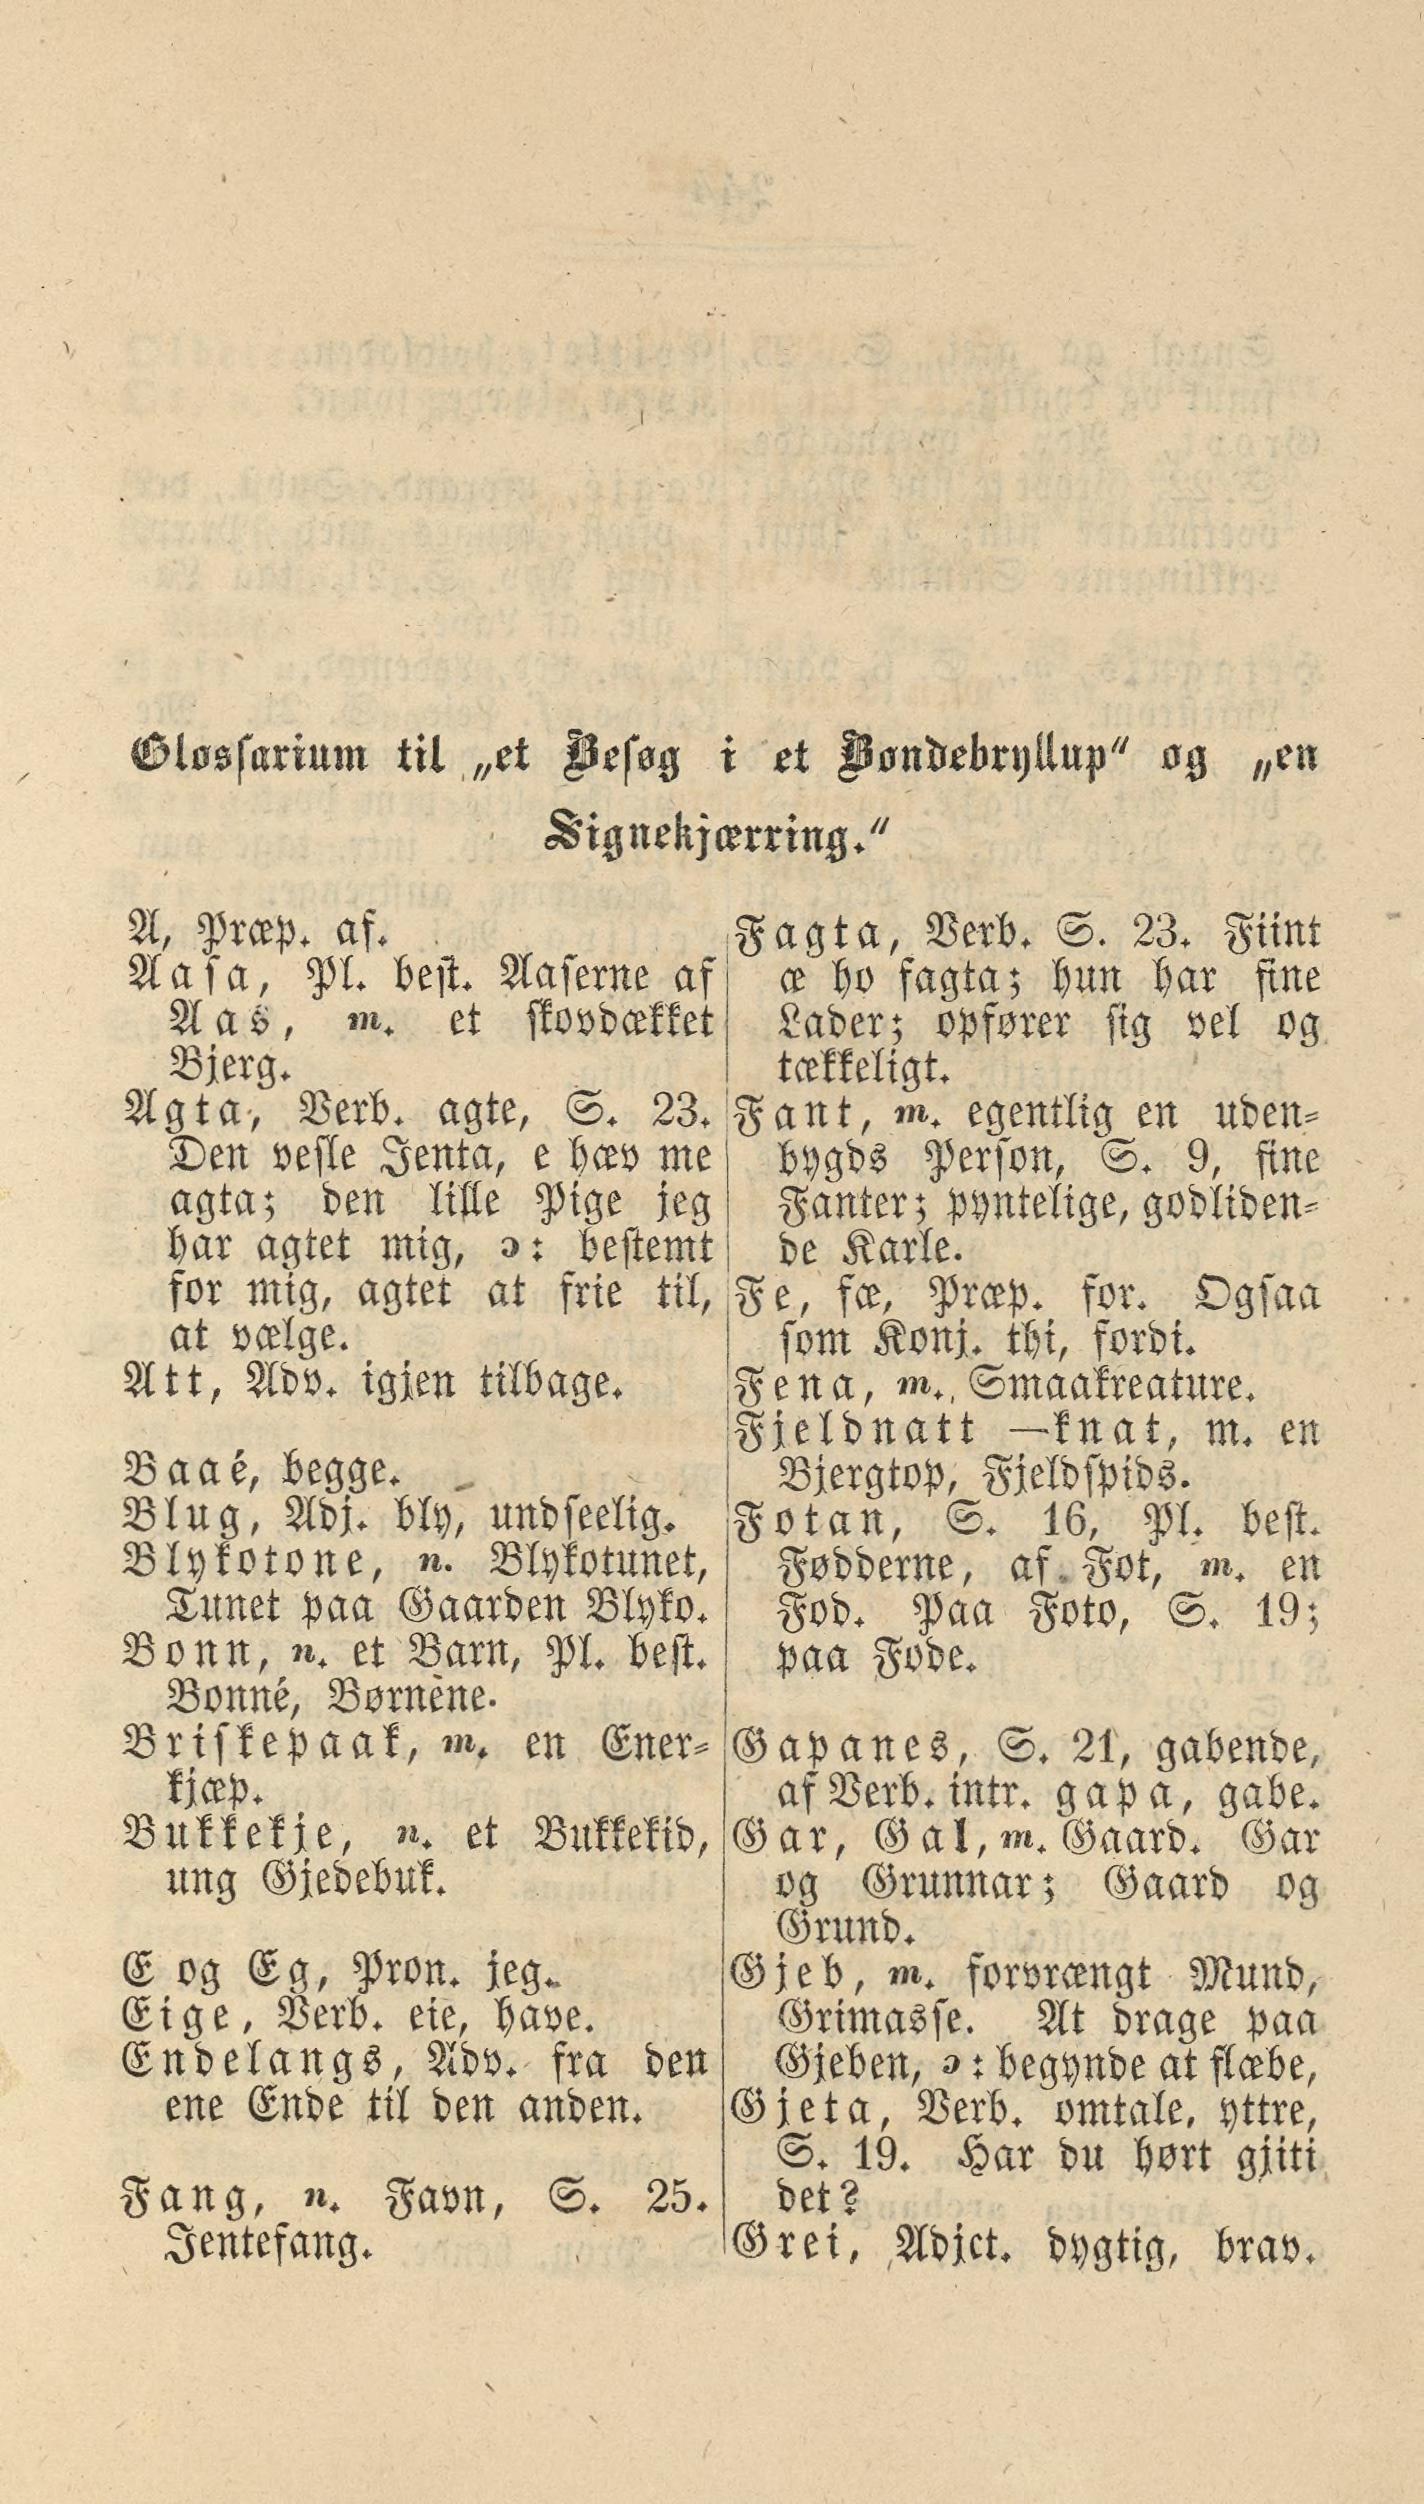 Glossarium til „et Besøg i et Bondebryllup“ og „en
Signekjærring.“
A, Præp. af.
Aasa, Pl. best. Aaserne af
Aas, m. et skovdækket
Bjerg.
Agta, Verb. agte, S. 23.
Den vesle Jenta, e hæv me
agta; den lille Pige jeg
har agtet mig, ɔ: bestemt
for mig, agtet at frie til,
at vælge.
Att, Adv. igjen tilbage.
Baaé, begge.
Blug, Adj. bly, undseelig.
Blykotone, n. Blykotunet,
Tunet paa Gaarden Blyko.
Bonn, n. et Barn, Pl. best.
Bonné, Børnène.
Briskepaak, m. en Ener-
kjæp.
Bukkekje, n. et Bukkekid,
ung Gjedebuk.
E og Eg, Pron. jeg.
Eige, Verb. eie, have.
Endelangs, Adv. fra den
ene Ende til den anden.
Fang, n. Favn, S. 25.
Jentefang.
Fagta, Verb. S. 23. Fiint
æ ho fagta; hun har fine
Lader; opfører sig vel og
tækkeligt.
Fant, m. egentlig en uden-
bygds Person, S. 9, fine
Fanter; pyntelige, godliden-
de Karle.
Fe, fæ, Præp. for. Ogsaa
som Konj. thi, fordi.
Fena, m., Smaakreature.
Fjeldnatt —knat, m. en
Bjergtop, Fjeldspids.
Fotan, S. 16, Pl. best.
Fødderne, af Fot, m. en
Fod. Paa Foto, S. 19;
paa Fode.
Gapanes, S. 21, gabende,
af Verb. intr. gapa, gabe.
Gar, Gal, m. Gaard. Gar
og Grunnar; Gaard og
Grund.
Gjeb, m. forvrængt Mund,
Grimasse. At drage paa
Gjeben, ɔ: begynde at flæbe,
Gjeta, Verb. omtale, yttre,
S. 19. Har du hørt gjiti
det?
Grei, Adjct. dygtig, brav.